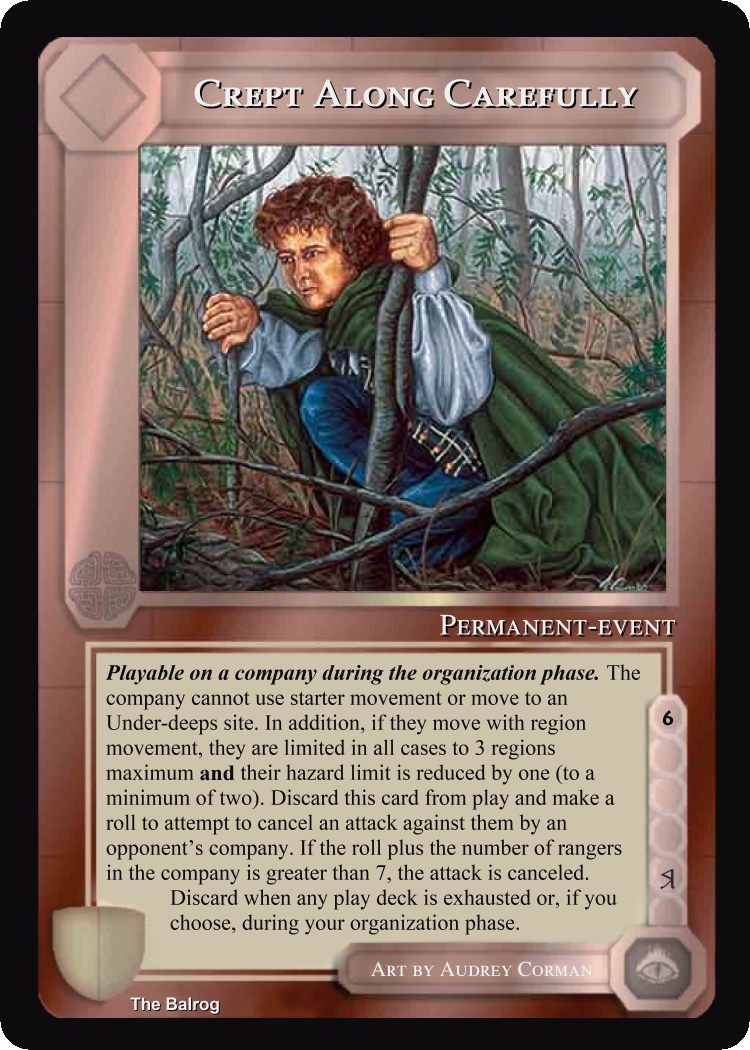 Crept Along Carefully
Permanent-event
Playable on a company during the organization phase. The
company cannot use starter movement or move to an
Under-deeps site. In addition, if they move with region
movement, they are limited in all cases to 3 regions
maximum and their hazard limit is reduced by one (to a
minimum of two). Discard this card from play and make a
roll to attempt to cancel an attack against them by an
opponent's company. If the roll plus the number of rangers
in the company is greater than 7, the attack is canceled.
Discard when any play deck is exhausted or, if you
choose, during your organization phase.
6
Art by Audrey Corman
The Balrog